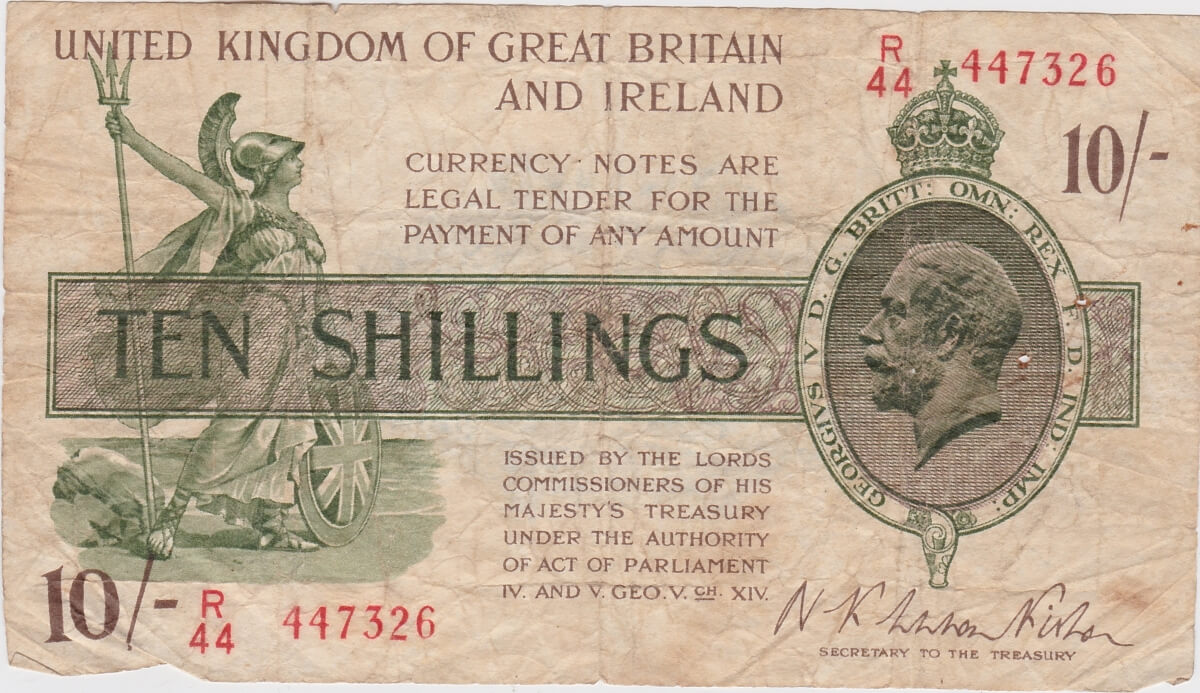 UNITED KINGDOM OF GREAT BRITAIN
AND IRELAND
R
44 447326
10/-
CURRENCY NOTES ARE
LEGAL TENDER FOR THE
PAYMENT OF ANY AMOUNT
GEORGIVS V D. G. BRITT: OMN: REX F. D. IND: IMP:
TEN SHILLINGS
ISSUED BY THE LORDS
COMMISSIONERS OF HIS
MAJESTY'S TREASURY
UNDER THE AUTHORITY
OF ACT OF PARLIAMENT
IV. AND V. GEO. V. CH. XIV.
10/- R
44 447326
SECRETARY TO THE TREASURY